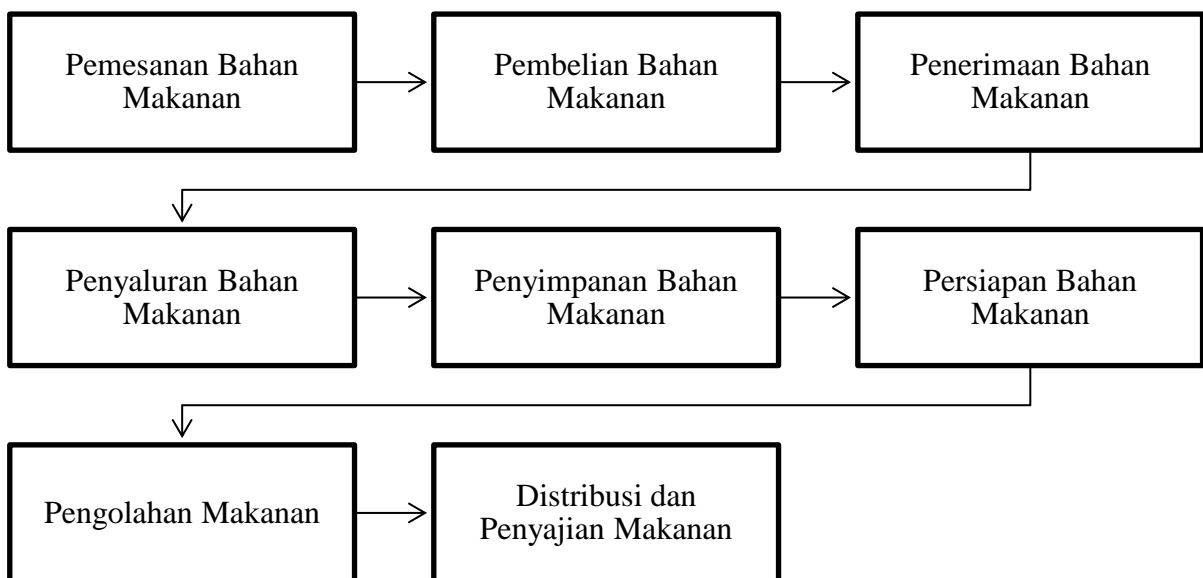 Pemesanan Bahan
Makanan
Pembelian Bahan
Makanan
Penerimaan Bahan
Makanan
Penyaluran Bahan
Makanan
Penyimpanan Bahan
Makanan
Persiapan Bahan
Makanan
Pengolahan Makanan
Distribusi dan
Penyajian Makanan